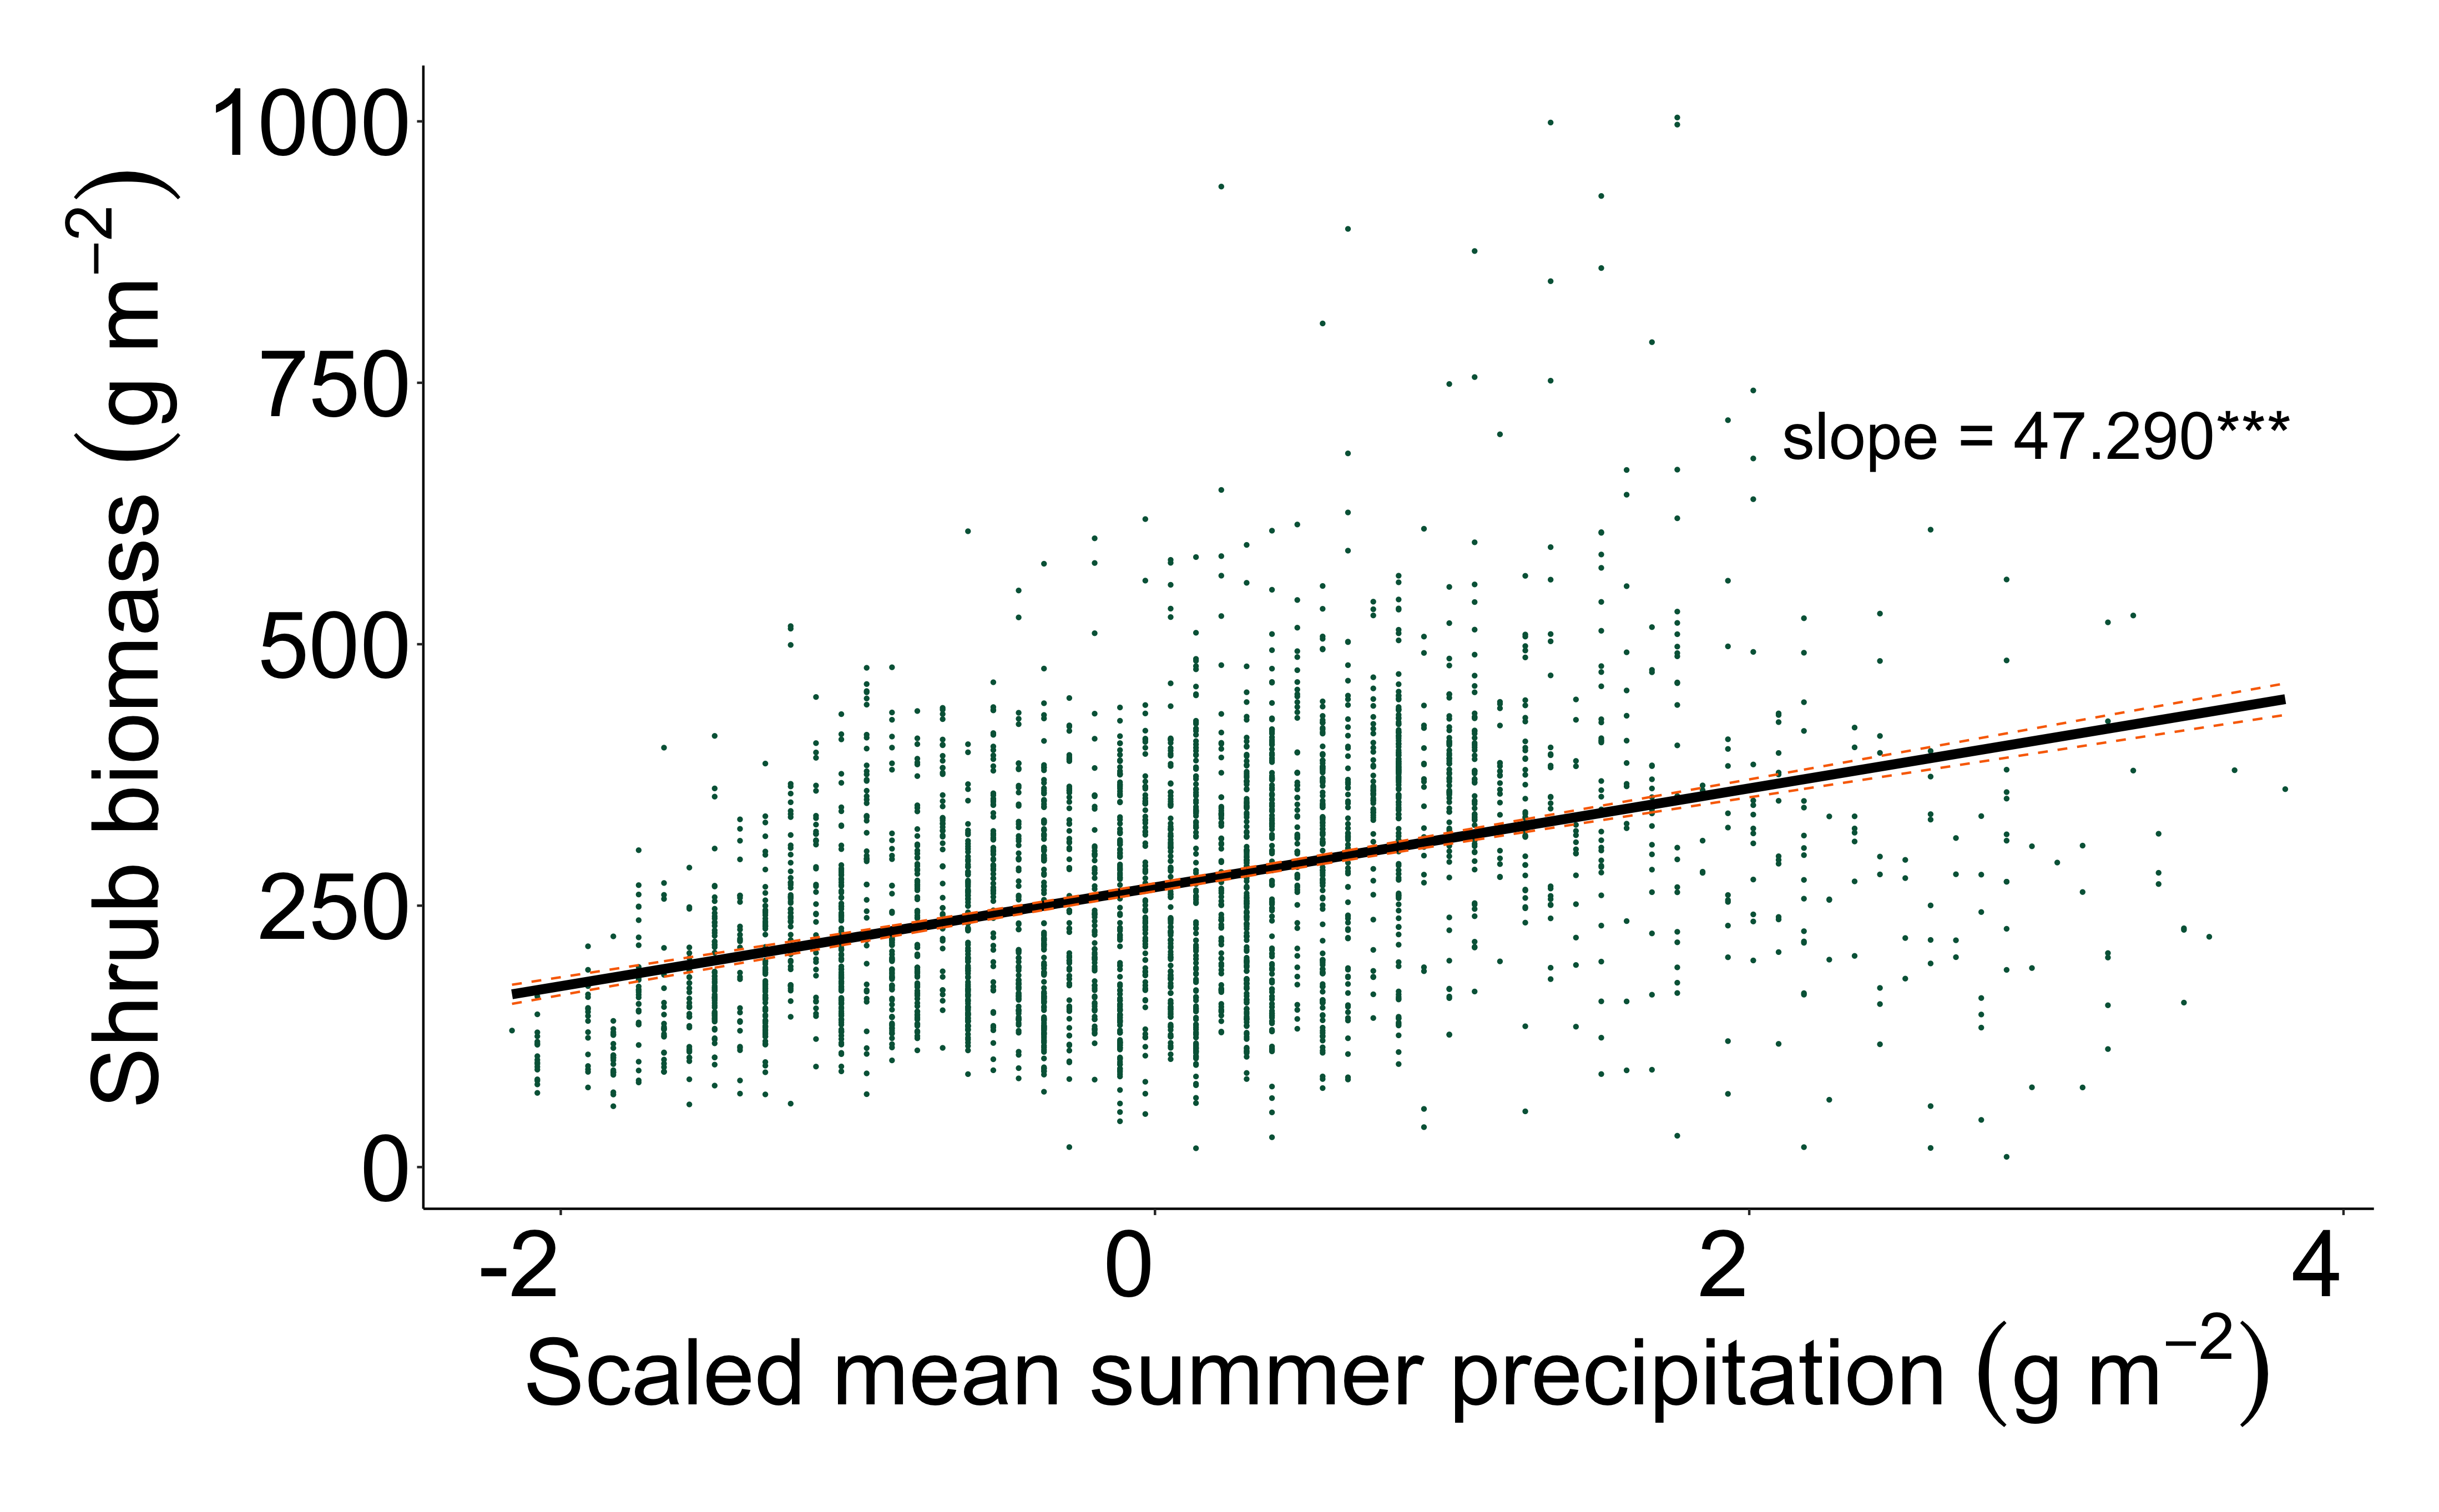 Shrub biomass (g m⁻²)
1000
750
500
250
0
slope = 47.290***
-2 0 2 4
Scaled mean summer precipitation (g m⁻²)